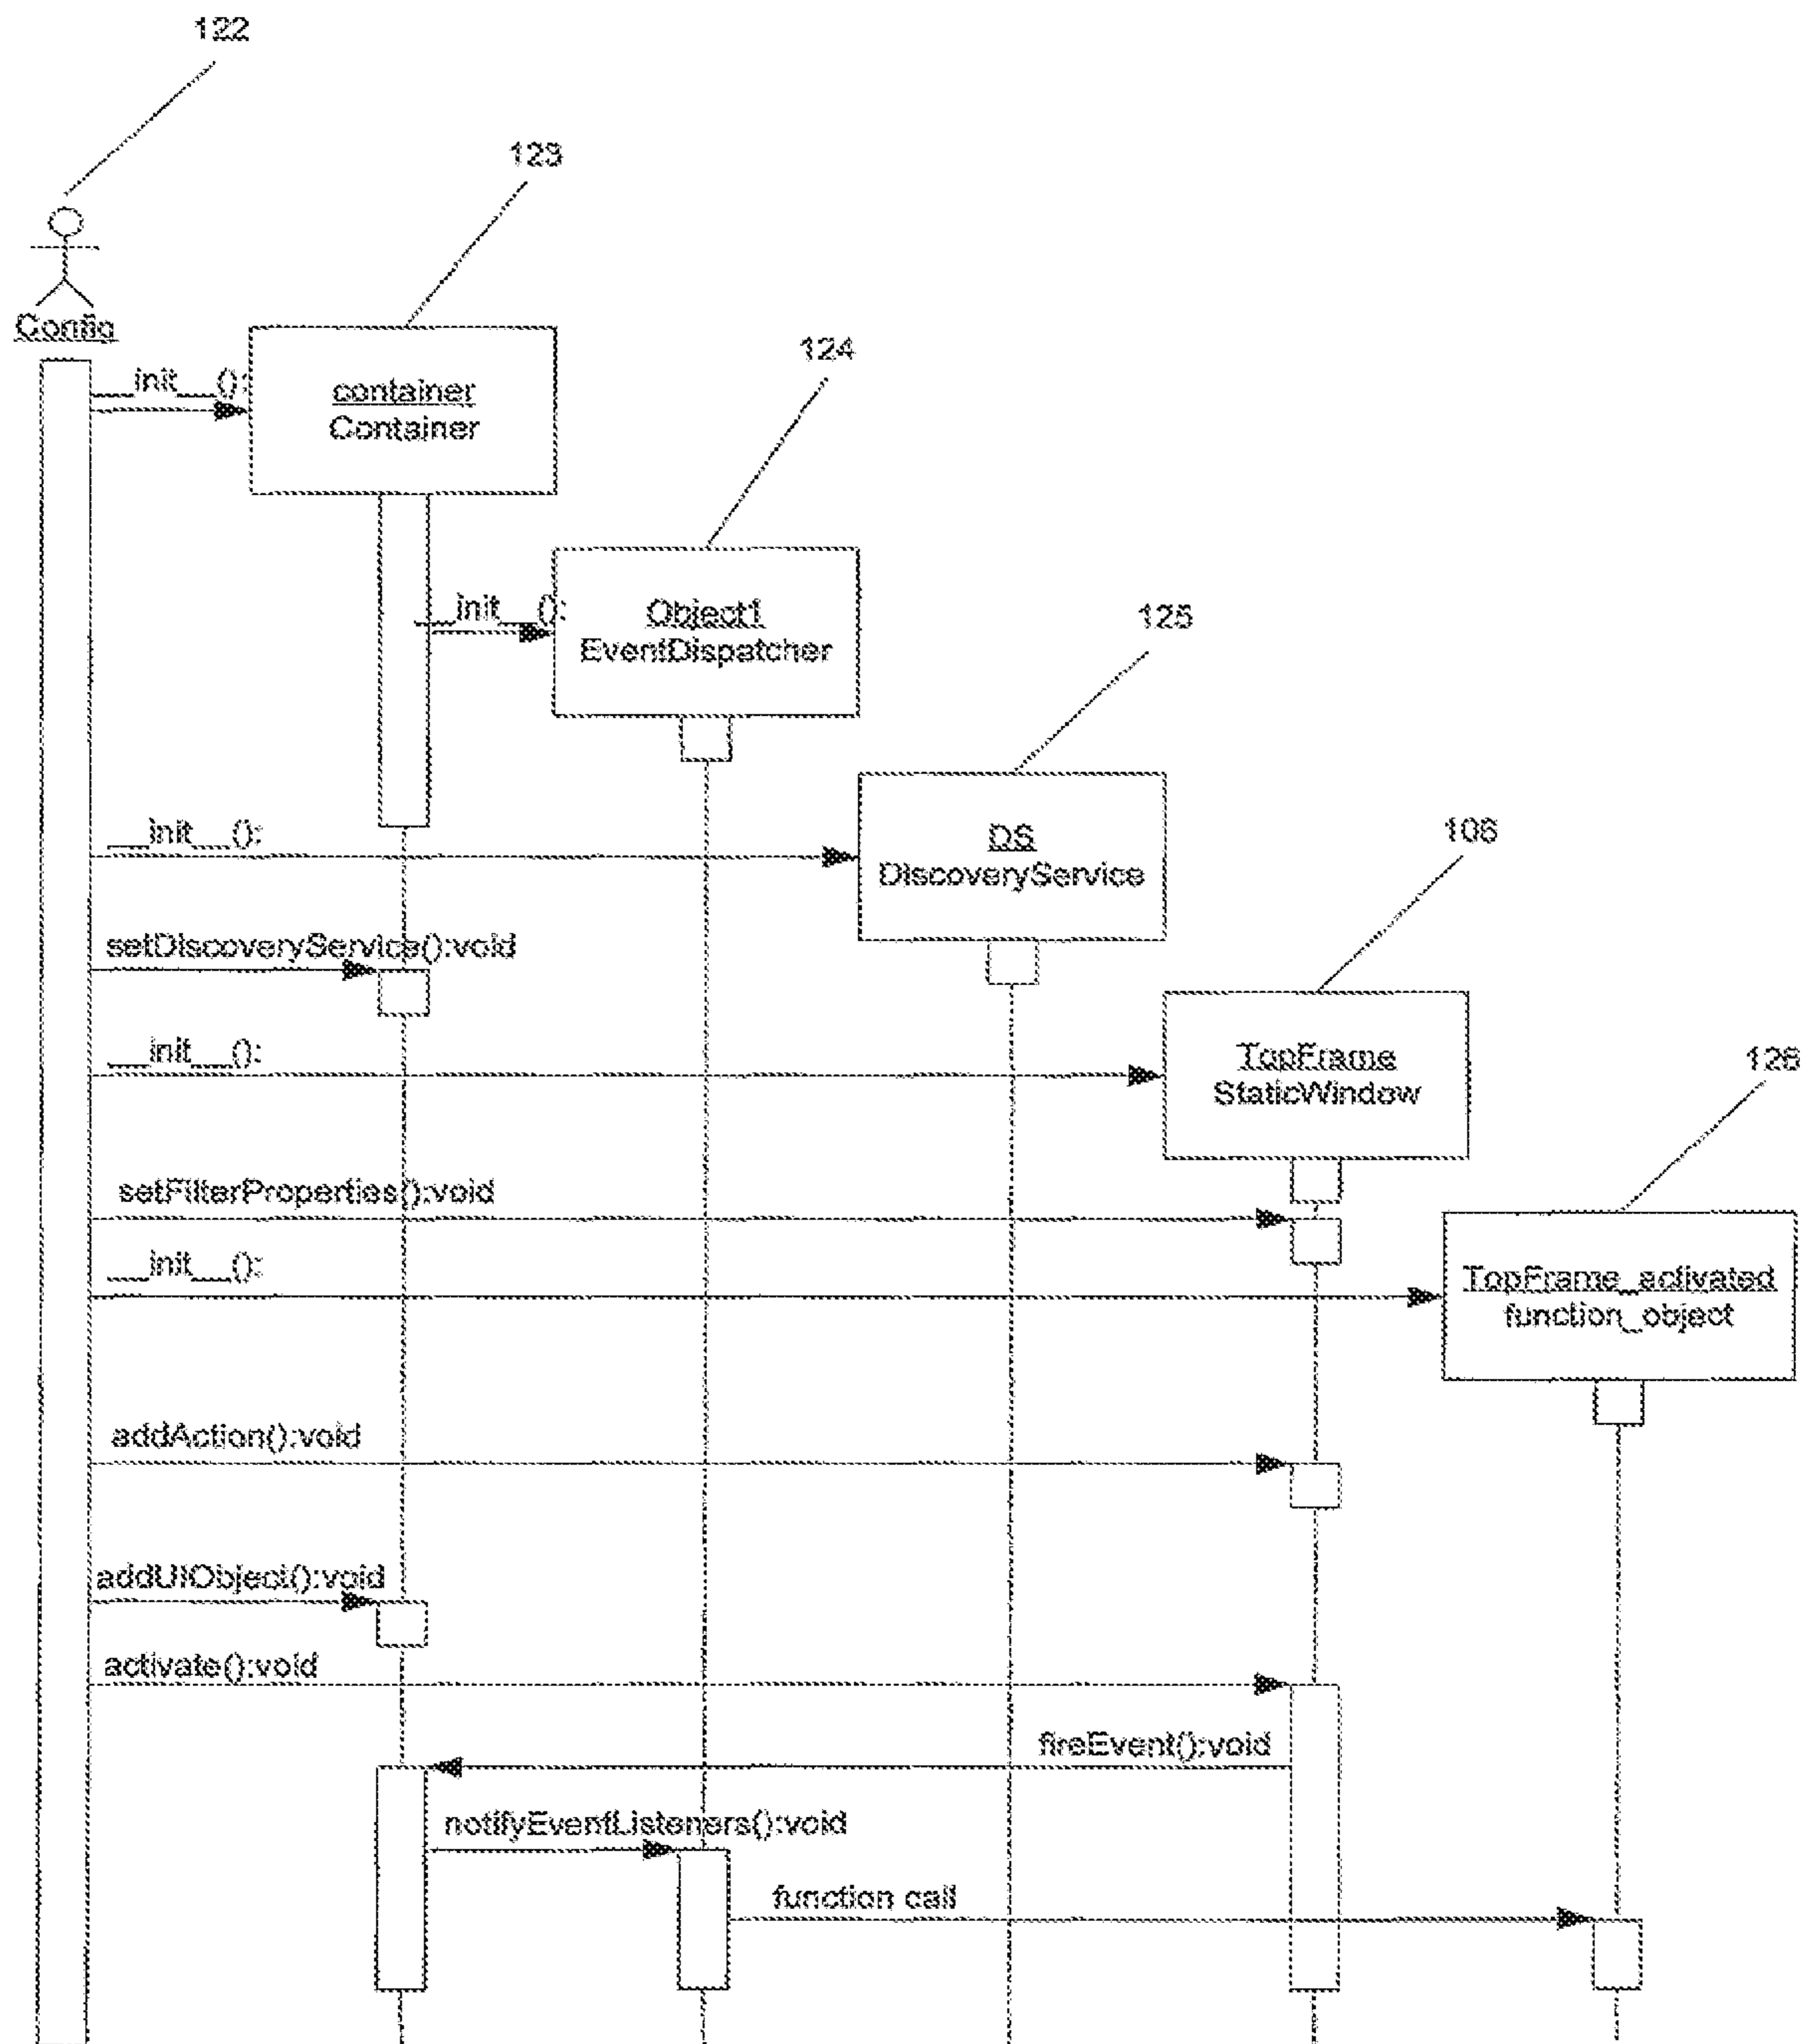 122
123
Config
__init__():
container
Container
124
__init__():
Object1
EventDispatcher
125
__init__():
DS
DiscoveryService
106
setDiscoveryService():void
__init__():
TopFrame
StaticWindow
126
setFilterProperties():void
__init__():
TopFrame_activated
function_object
addAction():void
addUIObject():void
activate():void
fireEvent():void
notifyEventListeners():void
function call